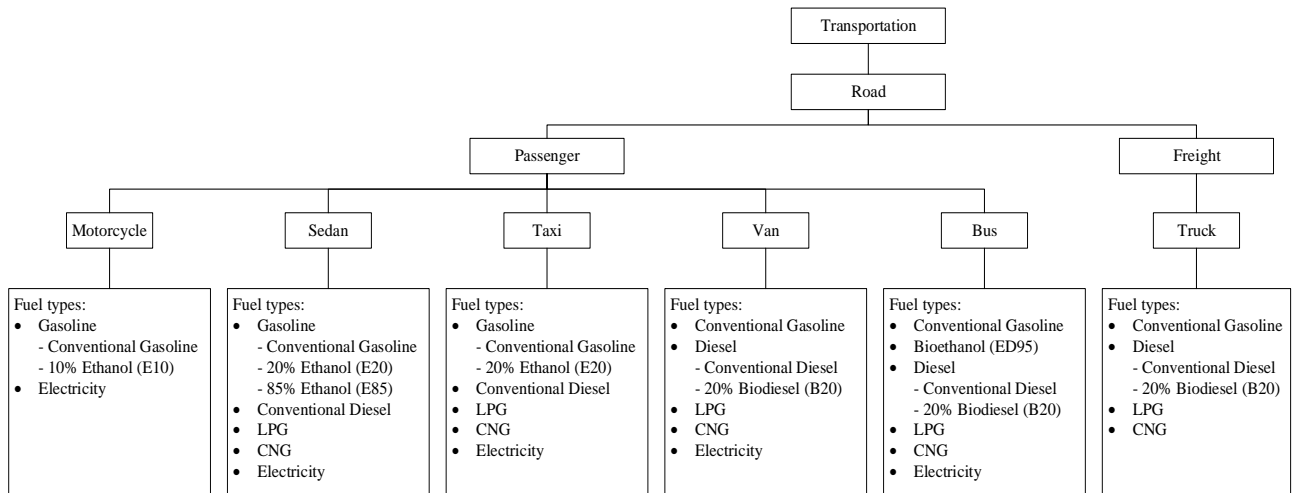 Transportation
Road
Passenger
Freight
Motorcycle
Sedan
Taxi
Van
Bus
Truck
Fuel types:
• Gasoline
- Conventional Gasoline
- 10% Ethanol (E10)
• Electricity
Fuel types:
• Gasoline
- Conventional Gasoline
- 20% Ethanol (E20)
- 85% Ethanol (E85)
• Conventional Diesel
• LPG
• CNG
• Electricity
Fuel types:
• Gasoline
- Conventional Gasoline
- 20% Ethanol (E20)
• Conventional Diesel
• LPG
• CNG
• Electricity
Fuel types:
• Conventional Gasoline
• Diesel
- Conventional Diesel
- 20% Biodiesel (B20)
• LPG
• CNG
• Electricity
Fuel types:
• Conventional Gasoline
• Bioethanol (ED95)
• Diesel
- Conventional Diesel
- 20% Biodiesel (B20)
• LPG
• CNG
• Electricity
Fuel types:
• Conventional Gasoline
• Diesel
- Conventional Diesel
- 20% Biodiesel (B20)
• LPG
• CNG